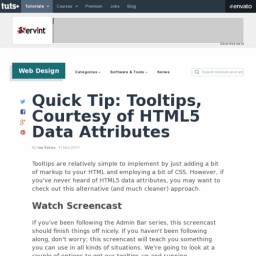 tuts+ Tutorials Courses Premium Jobs Blog envato
ervint
Web Design Categories Software & Tools Series
Quick Tip: Tooltips,
Courtesy of HTML5
Data Attributes
by Ian Yates
Tooltips are relatively simple to implement by just adding a bit
of markup to your HTML and employing a bit of CSS. However, if
you've never heard of HTML5 data attributes, you may want to
check out this alternative (and much cleaner) approach.
Watch Screencast
If you've been following the Admin Bar series, this screencast
should finish things off nicely. If you haven't been following
along, don't worry; this screencast will teach you something
you can use in all kinds of situations. We're going to look at a
couple of options to get our tooltips up and running